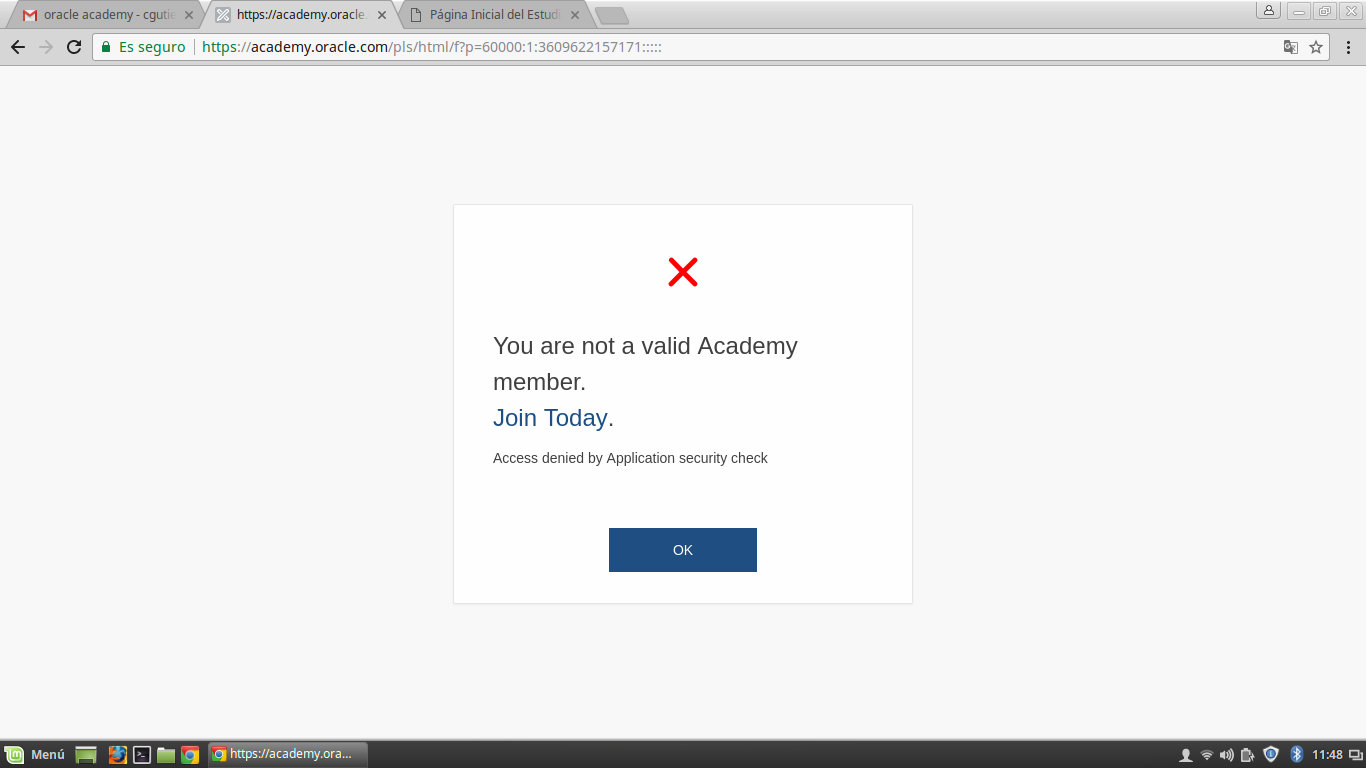 oracle academy - cgutie
https://academy.oracle.
Página Inicial del Estudi
Es seguro
https://academy.oracle.com/pls/html/f?p=60000:1:3609622157171:::::
You are not a valid Academy
member.
Join Today.
Access denied by Application security check
OK
Menú
https://academy.ora...
11:48